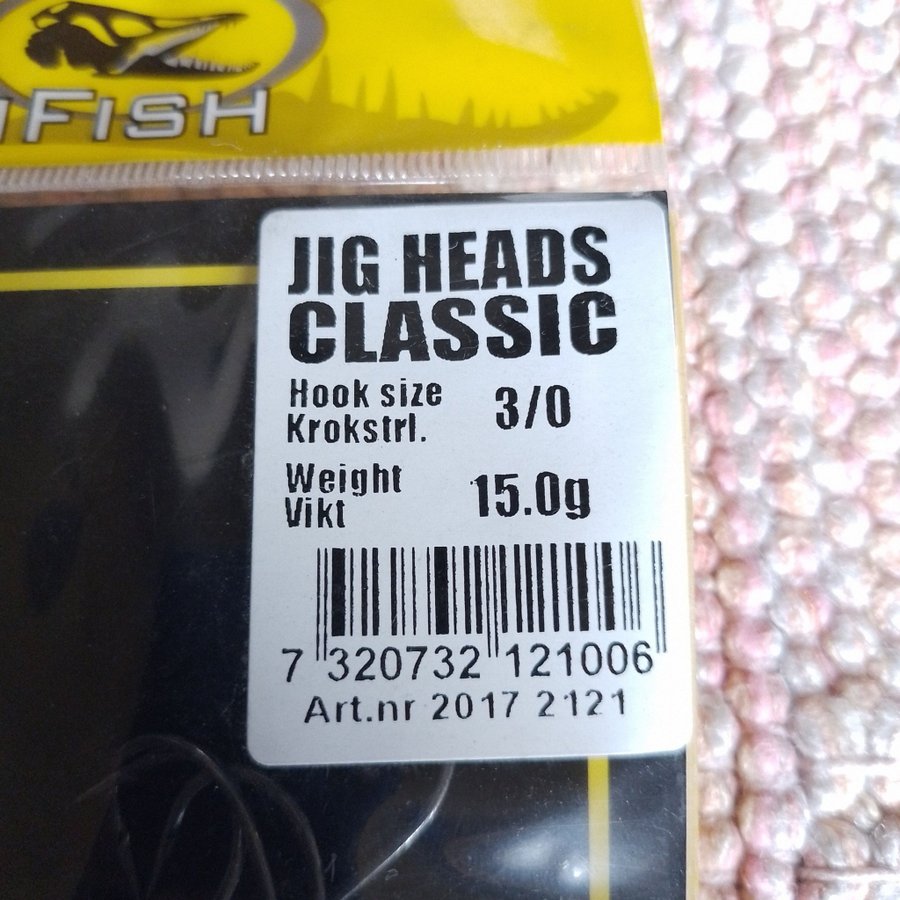 FISH
JIG HEADS
CLASSIC
Hook size
Krokstrl.
3/0
Weight
Vikt
15.0g
7 320732 121006
Art.nr 2017 2121